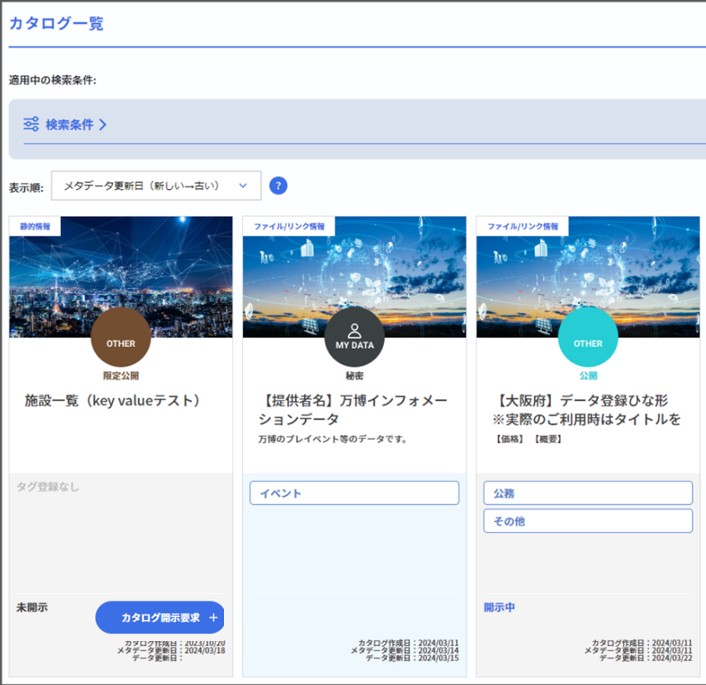 カタログ一覧
適用中の検索条件:
検索条件
表示順:
メタデータ更新日（新しい→古い）
?
静的情報
OTHER
限定公開
施設一覧（key valueテスト）
タグ登録なし
未開示
カタログ開示要求 +
カタログ作成日：2023/10/20
メタデータ更新日：2024/03/18
データ更新日：
ファイル/リンク情報
MY DATA
秘密
【提供者名】万博インフォメー
ションデータ
万博のプレイベント等のデータです。
イベント
カタログ作成日：2024/03/11
メタデータ更新日：2024/03/14
データ更新日：2024/03/15
ファイル/リンク情報
OTHER
公開
【大阪府】データ登録ひな形
※実際のご利用時はタイトルを
【価格】【概要】
公務
その他
開示中
カタログ作成日：2024/03/11
メタデータ更新日：2024/03/11
データ更新日：2024/03/22